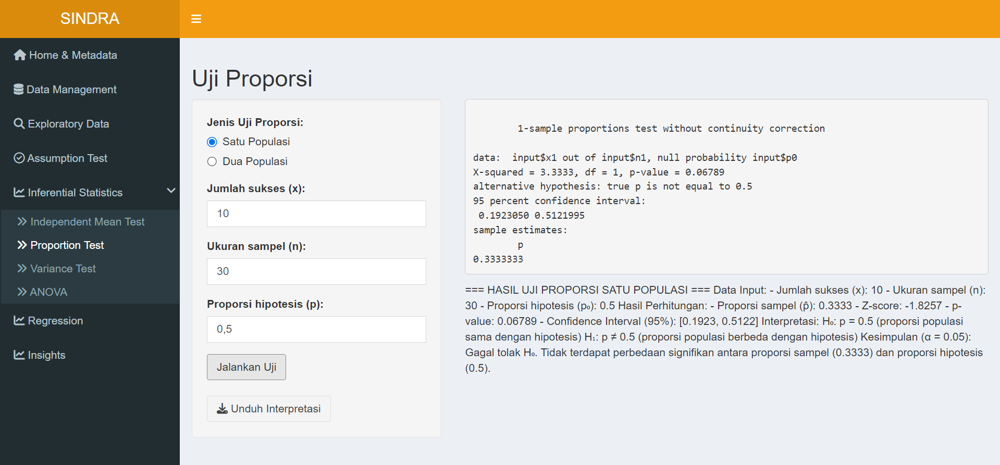 SINDRA
Home & Metadata
Data Management
Exploratory Data
Assumption Test
Inferential Statistics
Independent Mean Test
Proportion Test
Variance Test
ANOVA
Regression
Insights
Uji Proporsi
Jenis Uji Proporsi:
Satu Populasi
Dua Populasi
Jumlah sukses (x):
10
Ukuran sampel (n):
30
Proporsi hipotesis (p):
0,5
Jalankan Uji
Unduh Interpretasi
1-sample proportions test without continuity correction
data:  input$x1 out of input$n1, null probability input$p0
X-squared = 3.3333, df = 1, p-value = 0.06789
alternative hypothesis: true p is not equal to 0.5
95 percent confidence interval:
0.1923050 0.5121995
sample estimates:
p
0.3333333
=== HASIL UJI PROPORSI SATU POPULASI === Data Input: - Jumlah sukses (x): 10 - Ukuran sampel (n):
30 - Proporsi hipotesis (p₀): 0.5 Hasil Perhitungan: - Proporsi sampel (p̂): 0.3333 - Z-score: -1.8257 - p-
value: 0.06789 - Confidence Interval (95%): [0.1923, 0.5122] Interpretasi: H₀: p = 0.5 (proporsi populasi
sama dengan hipotesis) H₁: p ≠ 0.5 (proporsi populasi berbeda dengan hipotesis) Kesimpulan (α = 0.05):
Gagal tolak H₀. Tidak terdapat perbedaan signifikan antara proporsi sampel (0.3333) dan proporsi hipotesis
(0.5).